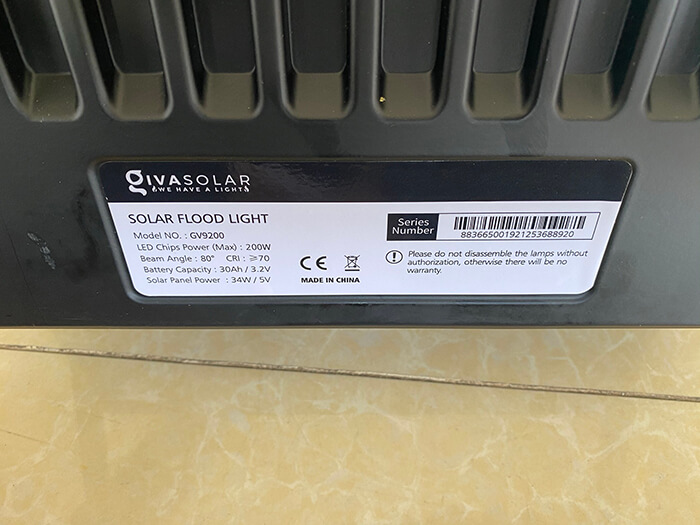 GIVASOLAR
WE HAVE A LIGHT
SOLAR FLOOD LIGHT
Model NO. : GV9200
LED Chips Power (Max) : 200W
Beam Angle : 80° CRI : ≥70
Battery Capacity : 30Ah / 3.2V
Solar Panel Power : 34W / 5V
CE
MADE IN CHINA
Series
Number
8836650019212536889​20
Please do not disassemble the lamps without
authorization, otherwise there will be no
warranty.